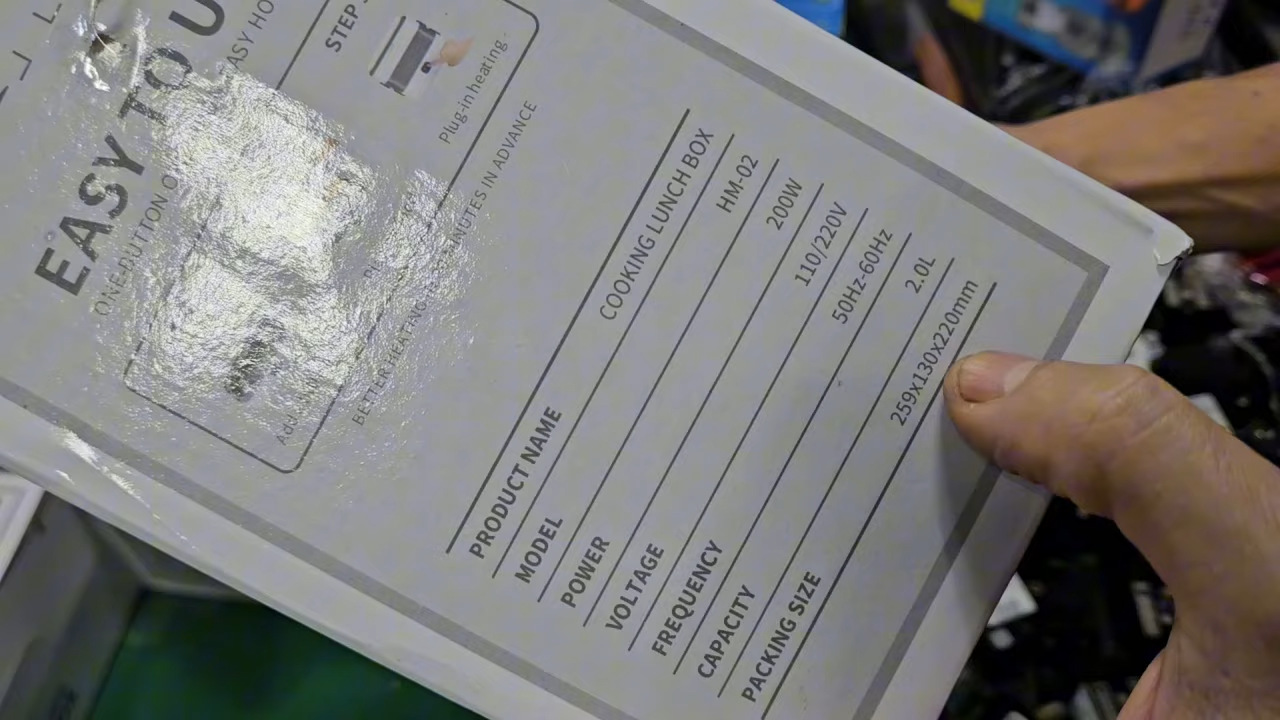 EASY TO U
ONE-BUTTON O
EASY HO
STEP
Plug-in heating
BETTER HEATING
NUTES IN ADVANCE
PRODUCT NAME COOKING LUNCH BOX
MODEL HM-02
POWER 200W
VOLTAGE 110/220V
FREQUENCY 50Hz-60Hz
CAPACITY 2.0L
PACKING SIZE 259x130x220mm